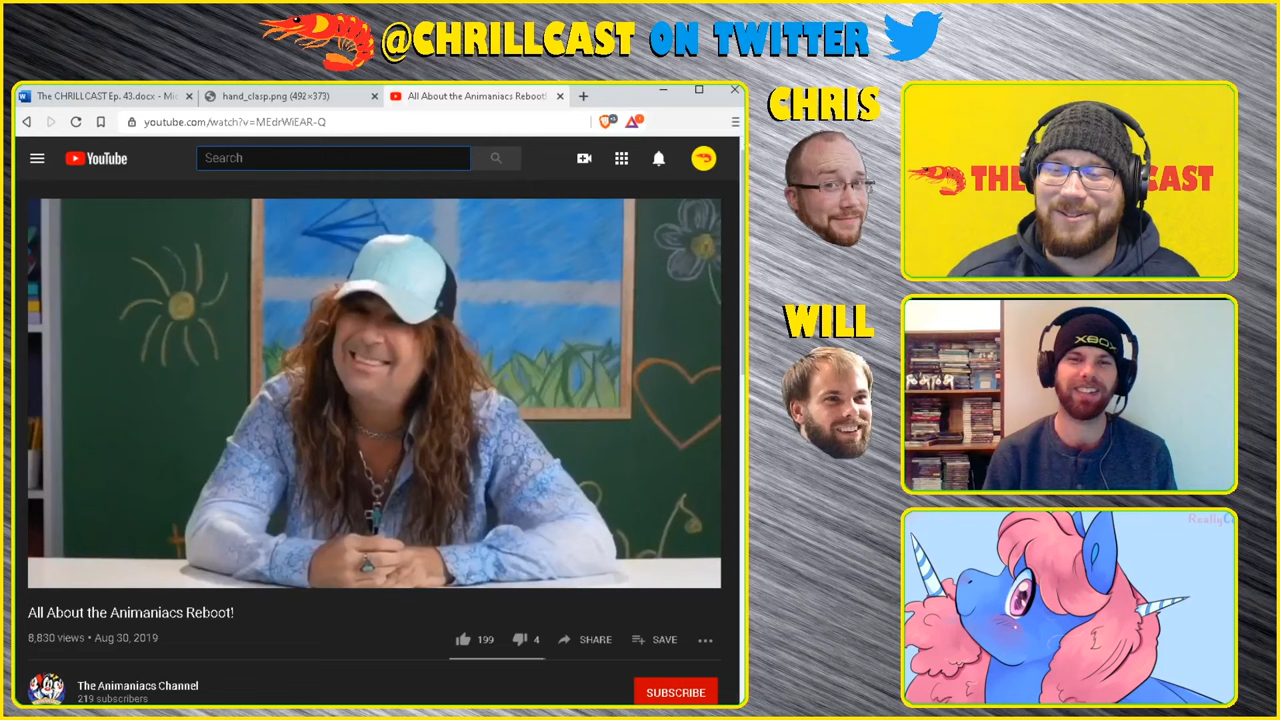 @CHRILLCAST ON TWITTER
The CHRILLCAST Ep. 43.docx - Mic
hand_clasp.png (492×373)
All About the Animaniacs Reboot!
youtube.com/watch?v=MEdrWiEAR-Q
YouTube
Search
All About the Animaniacs Reboot!
8,830 views • Aug 30, 2019
199
4
SHARE
SAVE
The Animaniacs Channel
219 subscribers
SUBSCRIBE
CHRIS
THE
CAST
WILL
XBOX
ReallyC